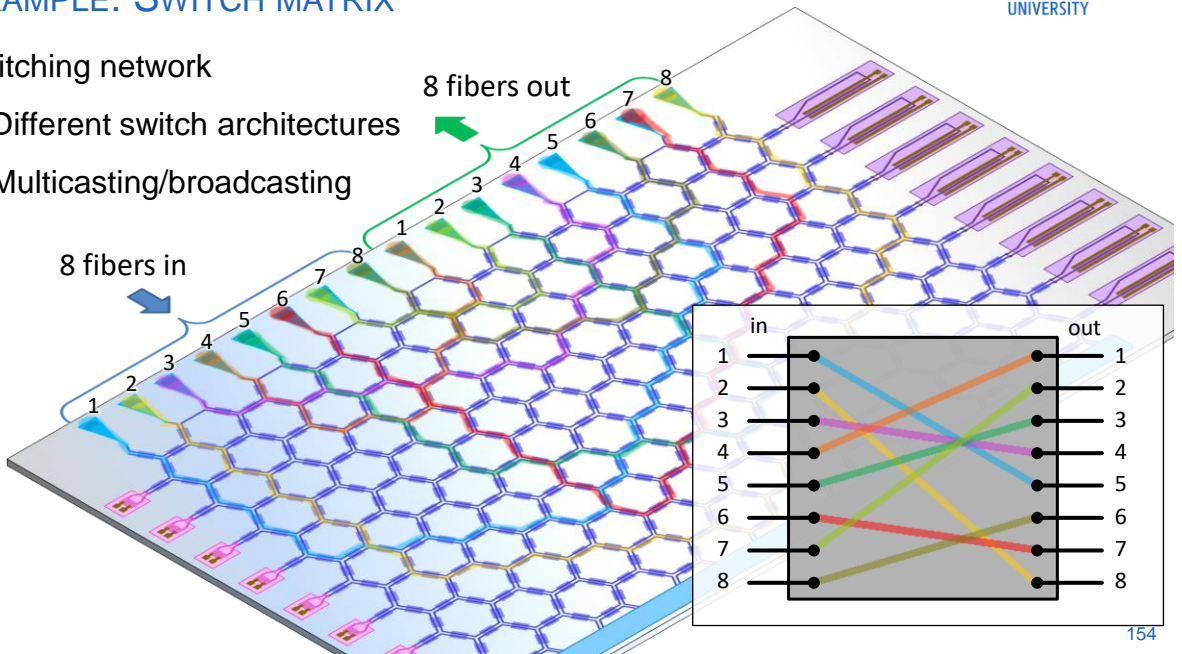 AMPLE: SWITCH MATRIX
UNIVERSITY
itching network
Different switch architectures
Multicasting/broadcasting
8 fibers out
8 fibers in
1 2 3 4 5 6 7 8
1 2 3 4 5 6 7 8
in out
1 1
2 2
3 3
4 4
5 5
6 6
7 7
8 8
154